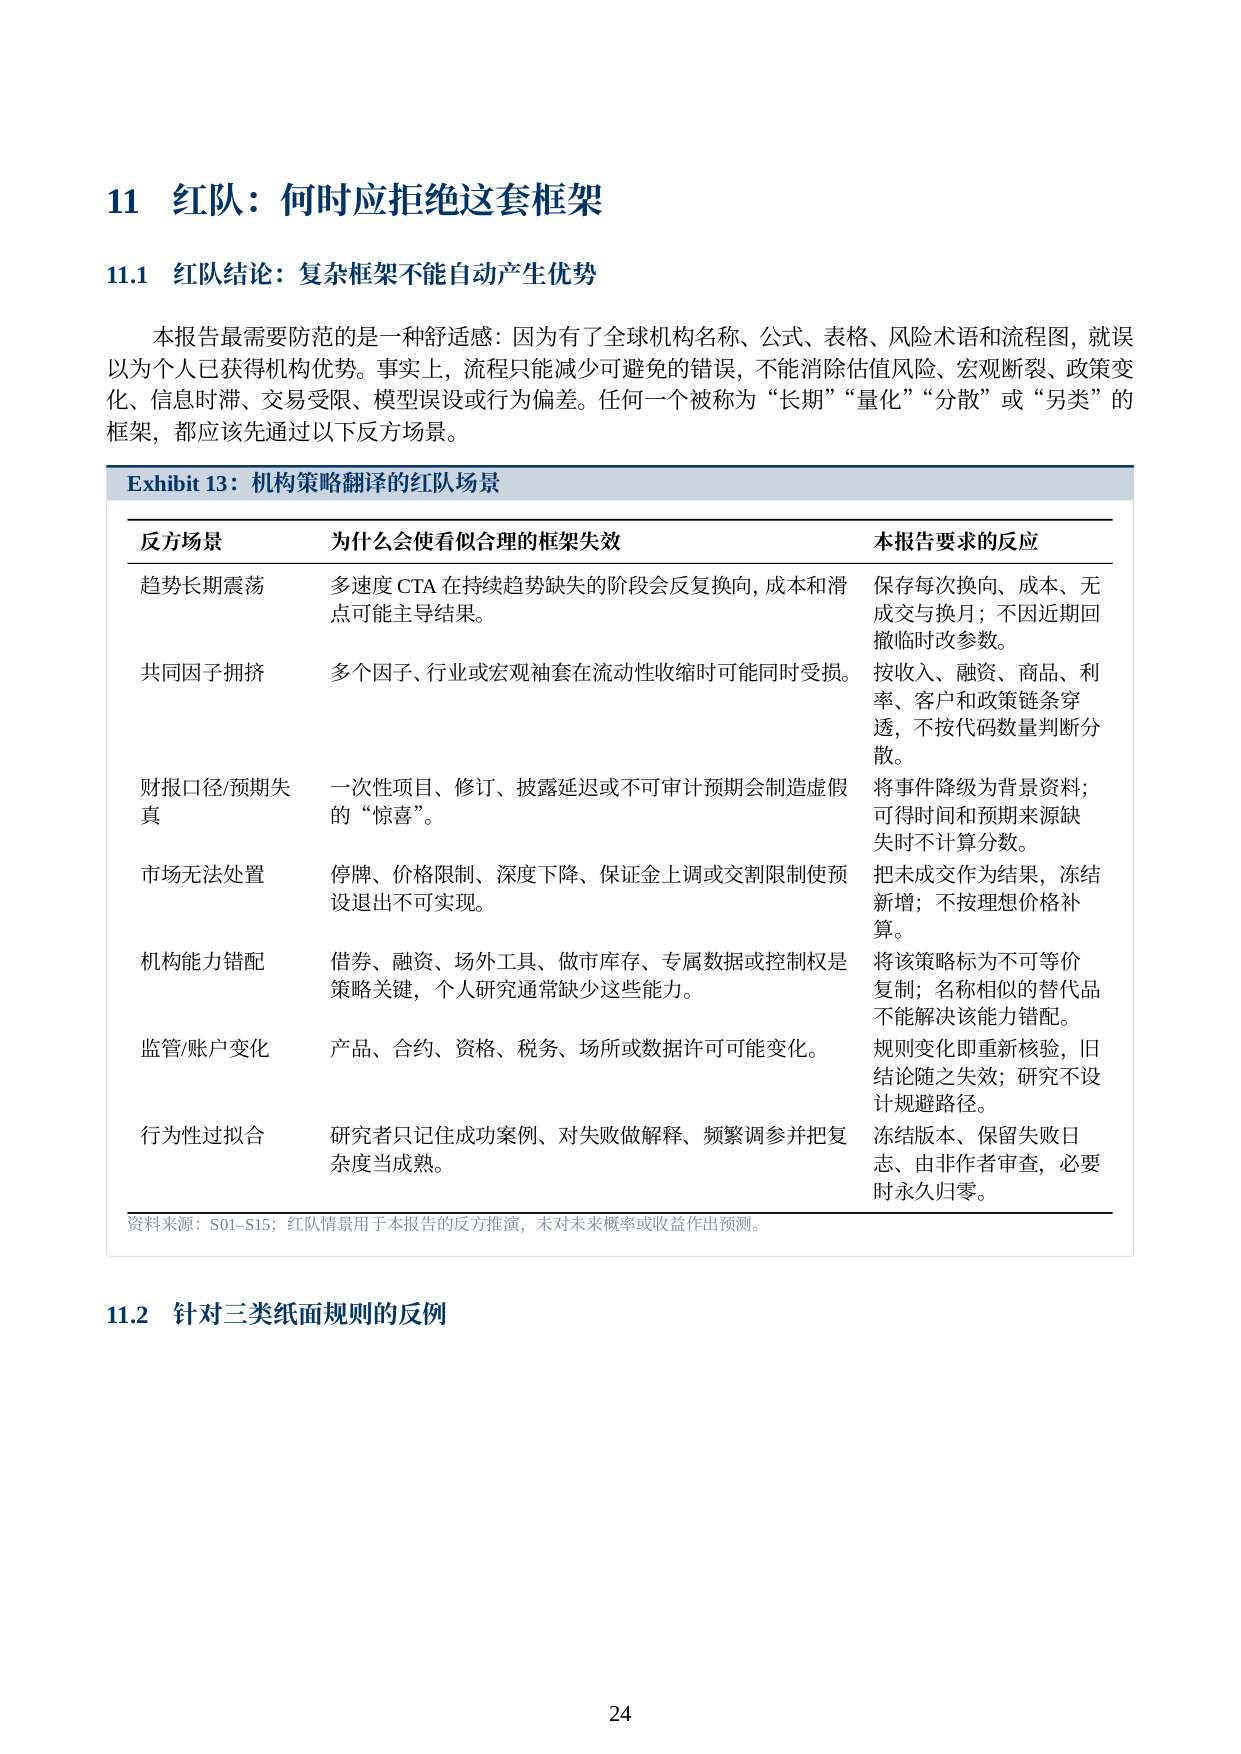 11 红队：何时应拒绝这套框架
11.1 红队结论：复杂框架不能自动产生优势
本报告最需要防范的是一种舒适感：因为有了全球机构名称、公式、表格、风险术语和流程图，就误
以为个人已获得机构优势。事实上，流程只能减少可避免的错误，不能消除估值风险、宏观断裂、政策变
化、信息时滞、交易受限、模型误设或行为偏差。任何一个被称为“长期”“量化”“分散”或“另类”的
框架，都应该先通过以下反方场景。
Exhibit 13：机构策略翻译的红队场景
反方场景 为什么会使看似合理的框架失效 本报告要求的反应
趋势长期震荡 多速度 CTA 在持续趋势缺失的阶段会反复换向，成本和滑 保存每次换向、成本、无
点可能主导结果。 成交与换月；不因近期回
撤临时改参数。
共同因子拥挤 多个因子、行业或宏观袖套在流动性收缩时可能同时受损。 按收入、融资、商品、利
率、客户和政策链条穿
透，不按代码数量判断分
散。
财报口径/预期失 一次性项目、修订、披露延迟或不可审计预期会制造虚假 将事件降级为背景资料；
真 的“惊喜”。 可得时间和预期来源缺
失时不计算分数。
市场无法处置 停牌、价格限制、深度下降、保证金上调或交割限制使预 把未成交作为结果，冻结
设退出不可实现。 新增；不按理想价格补
算。
机构能力错配 借券、融资、场外工具、做市库存、专属数据或控制权是 将该策略标为不可等价
策略关键，个人研究通常缺少这些能力。 复制；名称相似的替代品
不能解决该能力错配。
监管/账户变化 产品、合约、资格、税务、场所或数据许可可能变化。 规则变化即重新核验，旧
结论随之失效；研究不设
计规避路径。
行为性过拟合 研究者只记住成功案例、对失败做解释、频繁调参并把复 冻结版本、保留失败日
杂度当成熟。 志、由非作者审查，必要
时永久归零。
资料来源：S01–S15；红队情景用于本报告的反方推演，未对未来概率或收益作出预测。
11.2 针对三类纸面规则的反例
24